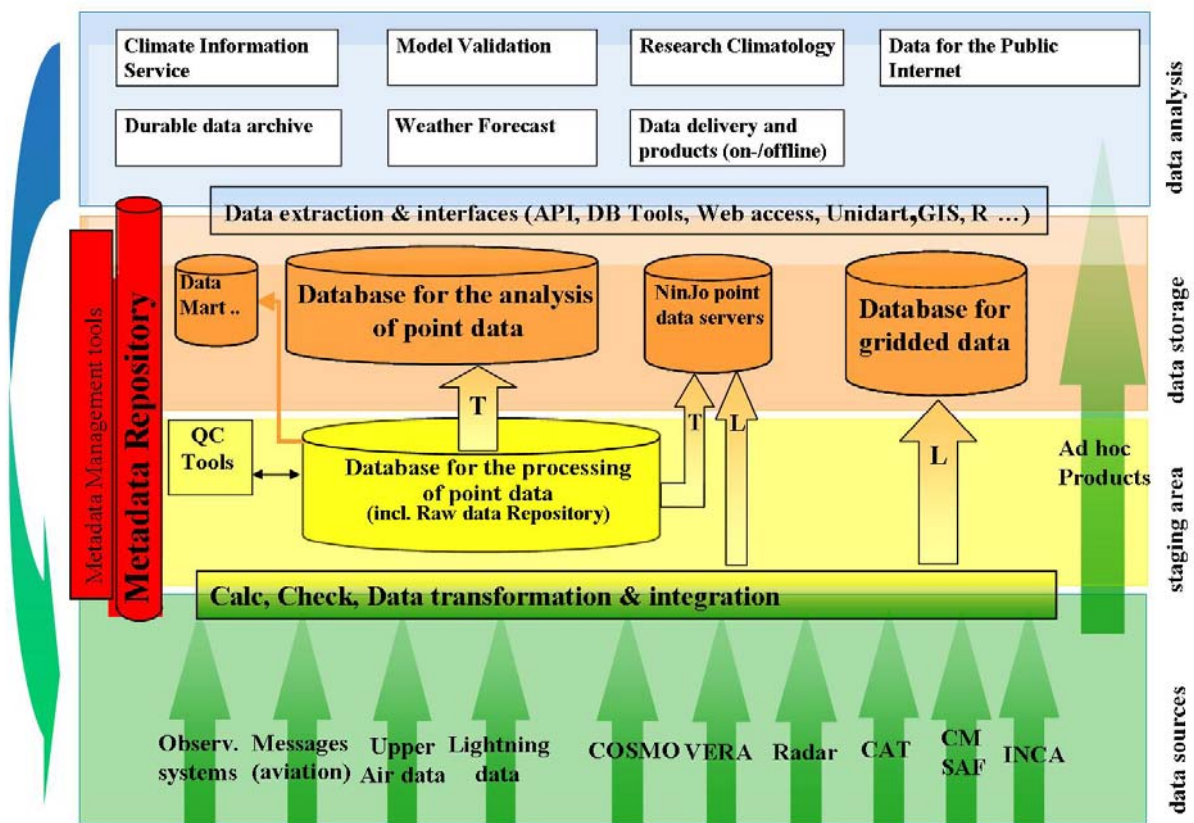 Climate Information
Service
Model Validation
Research Climatology
Data for the Public
Internet
Durable data archive
Weather Forecast
Data delivery and
products (on-/offline)
data analysis
Data extraction & interfaces (API, DB Tools, Web access, Unidart,GIS, R ...)
Metadata Management tools
Metadata Repository
Data
Mart ..
Database for the analysis
of point data
NinJo point
data servers
Database for
gridded data
data storage
T
T
L
L
QC
Tools
Database for the processing
of point data
(incl. Raw data Repository)
Ad hoc
Products
staging area
Calc, Check, Data transformation & integration
Observ.
systems
Messages
(aviation)
Upper
Air data
Lightning
data
COSMO
VERA
Radar
CAT
CM
SAF
INCA
data sources